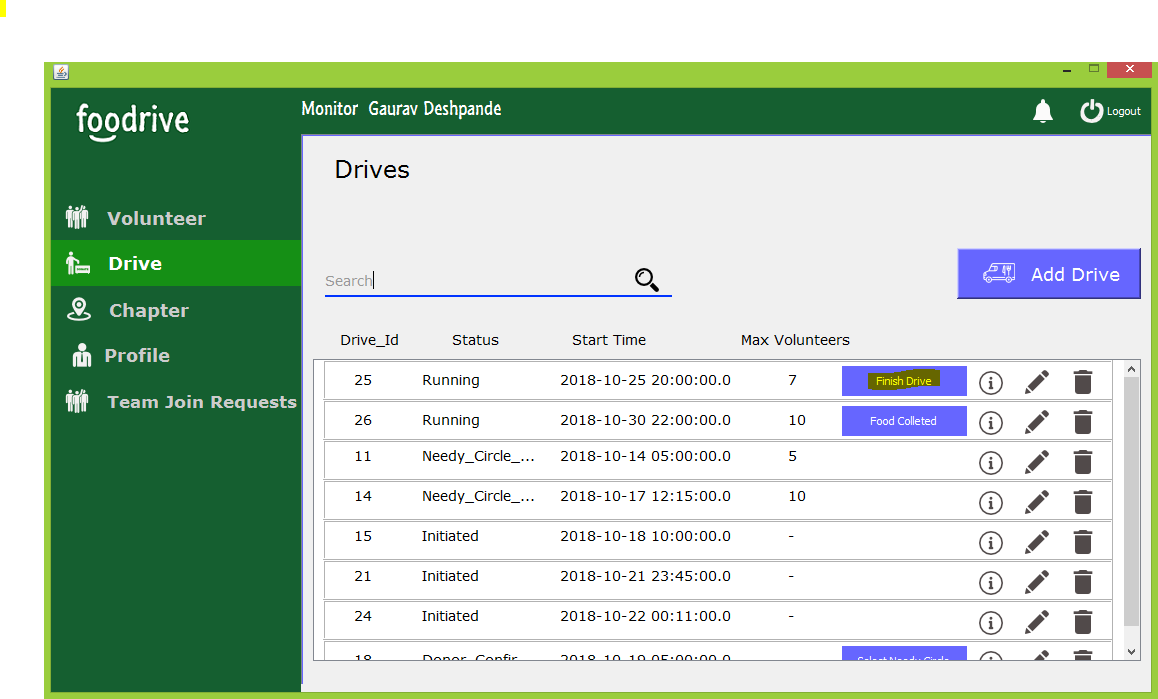 foodrive
Monitor Gaurav Deshpande
Logout
Volunteer
Drive
Chapter
Profile
Team Join Requests
Drives
Search
Add Drive
Drive_Id Status Start Time Max Volunteers
25 Running 2018-10-25 20:00:00.0 7 Finish Drive
26 Running 2018-10-30 22:00:00.0 10 Food Colleted
11 Needy_Circle_... 2018-10-14 05:00:00.0 5
14 Needy_Circle_... 2018-10-17 12:15:00.0 10
15 Initiated 2018-10-18 10:00:00.0 -
21 Initiated 2018-10-21 23:45:00.0 -
24 Initiated 2018-10-22 00:11:00.0 -
18 Donor_Confir 2018-10-19 05:00:00.0 Select Needy Circle